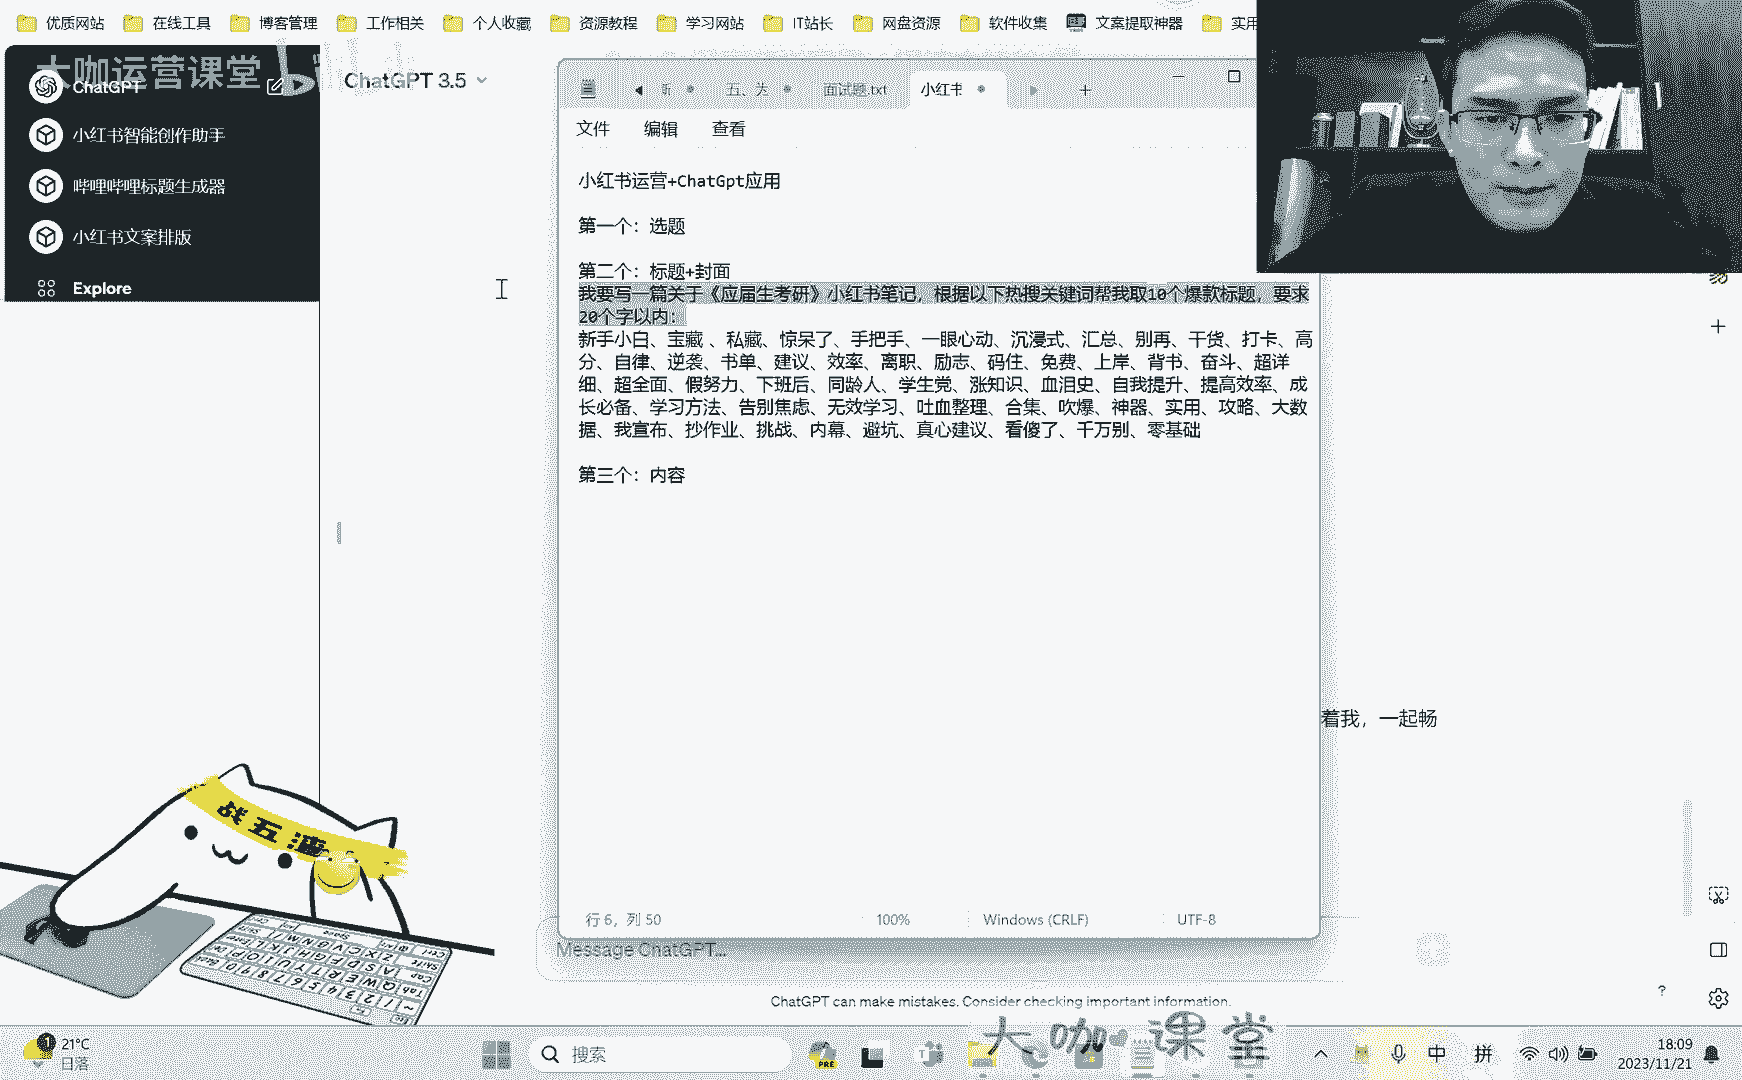 优质网站 在线工具 博客管理 工作相关 个人收藏 资源教程 学习网站 IT站长 网盘资源 软件收集 文案提取神器 实用
大咖运营课堂
ChatGPT
ChatGPT 3.5
小红书智能创作助手
哔哩哔哩标题生成器
小红书文案排版
Explore
五、为 面试题.txt 小红书
文件 编辑 查看
小红书运营+ChatGpt应用
第一个：选题
第二个：标题+封面
我要写一篇关于《应届生考研》小红书笔记，根据以下热搜关键词帮我取10个爆款标题，要求
20个字以内：
新手小白、宝藏 、私藏、惊呆了、手把手、一眼心动、沉浸式、汇总、别再、干货、打卡、高
分、自律、逆袭、书单、建议、效率、离职、励志、码住、免费、上岸、背书、奋斗、超详
细、超全面、假努力、下班后、同龄人、学生党、涨知识、血泪史、自我提升、提高效率、成
长必备、学习方法、告别焦虑、无效学习、吐血整理、合集、吹爆、神器、实用、攻略、大数
据、我宣布、抄作业、挑战、内幕、避坑、真心建议、看傻了、千万别、零基础
第三个：内容
着我，一起畅
战五渣
行 6，列 50 100% Windows (CRLF) UTF-8
Message ChatGPT...
ChatGPT can make mistakes. Consider checking important information.
大咖课堂
21°C
日落
搜索
中 拼
18:09
2023/11/21